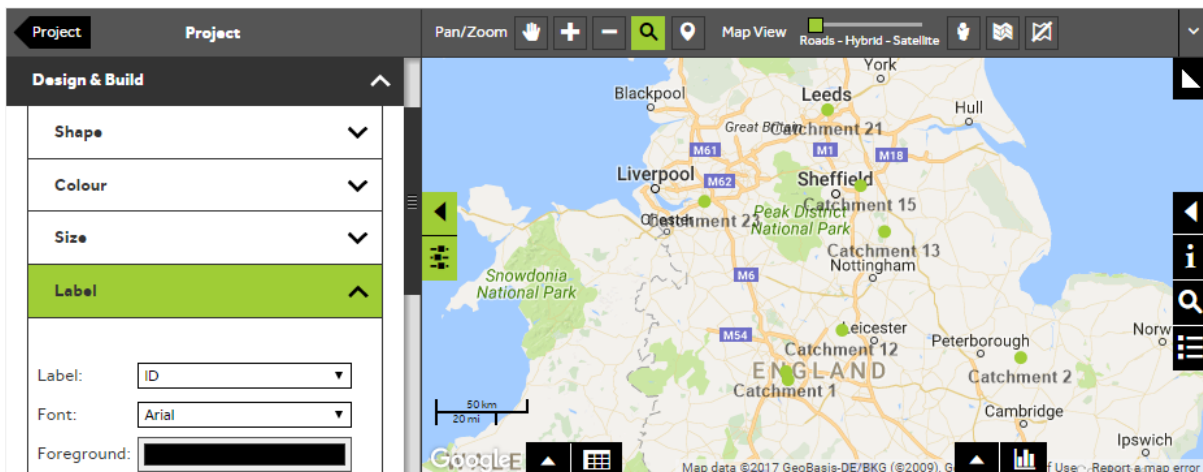 Project
Project
Pan/Zoom
Map View
Roads - Hybrid - Satellite
Design & Build
Shape
Colour
Size
Label
Label:
ID
Font:
Arial
Foreground:
York
Blackpool
Leeds
Hull
Great Britain
Catchment 21
M61
M1
M18
Liverpool
M62
Sheffield
Catchment 15
Peak District
National Park
Chester
Catchment 23
Catchment 13
Nottingham
Snowdonia
National Park
M6
M54
Leicester
Peterborough
Norw
Catchment 12
ENGLAND
Catchment 2
Catchment 1
50 km
20 mi
Cambridge
Ipswich
Google
Map data ©2017 GeoBasis-DE/BKG (©2009), G
f Use
Report a map error